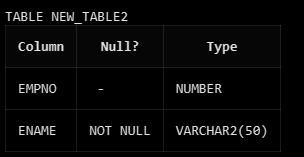 TABLE NEW_TABLE2
Column Null? Type
EMPNO - NUMBER
ENAME NOT NULL VARCHAR2(50)